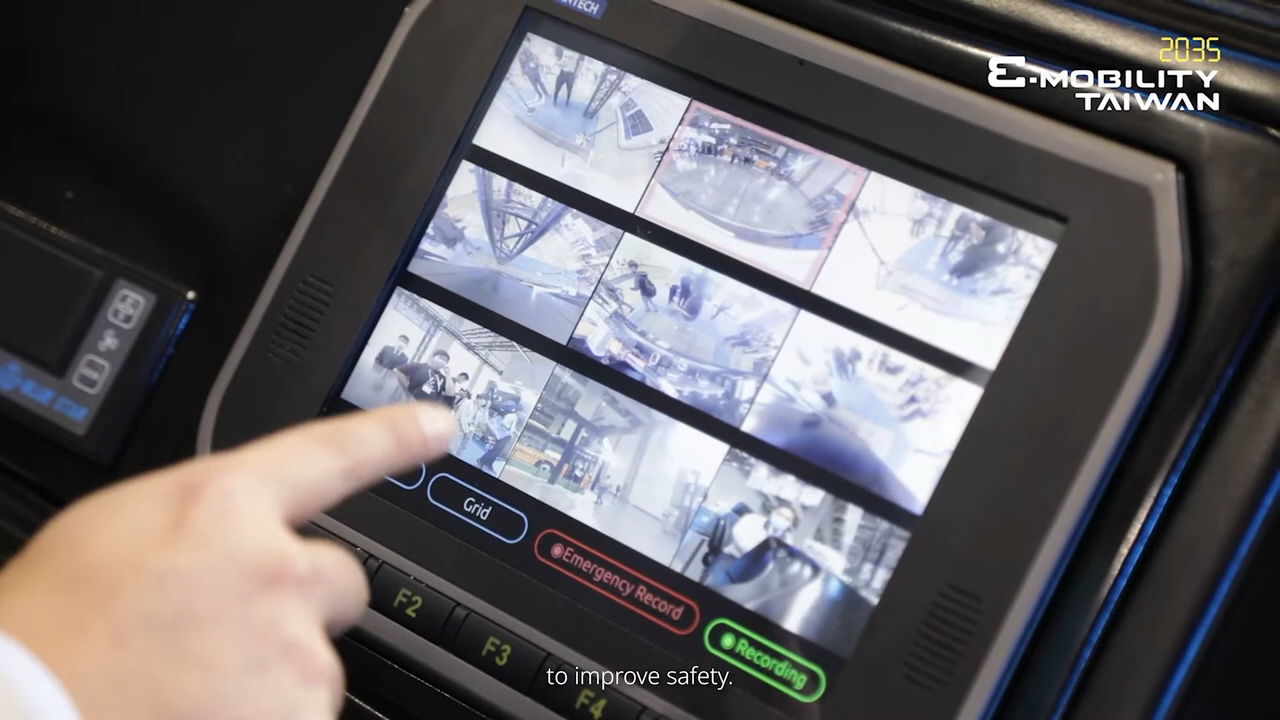 2035
E-MOBILITY
TAIWAN
Grid
Emergency Record
Recording
F2
F3
F4
to improve safety.